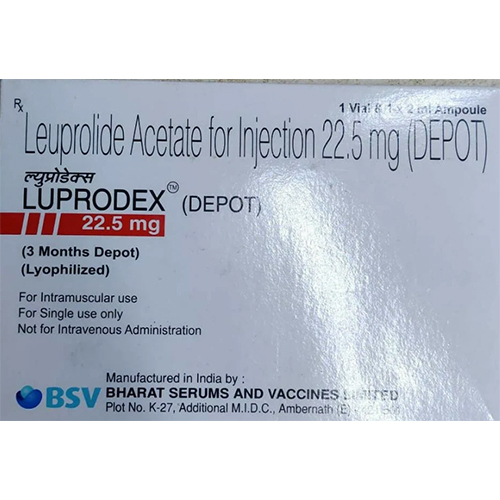 Rx
1 Vial & 1 x 2 ml Ampoule
Leuprolide Acetate for Injection 22.5 mg (DEPOT)
ल्युप्रोडेक्स
LUPRODEX™ (DEPOT)
22.5 mg
(3 Months Depot)
(Lyophilized)
For Intramuscular use
For Single use only
Not for Intravenous Administration
BSV
Manufactured in India by :
BHARAT SERUMS AND VACCINES LIMITED
Plot No. K-27, Additional M.I.D.C., Ambernath (E)